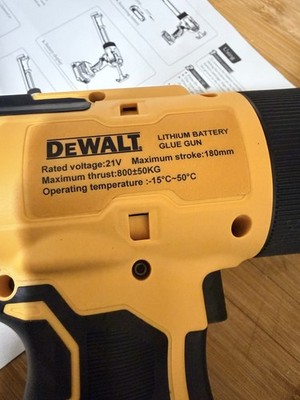 DEWALT
LITHIUM BATTERY
GLUE GUN
Rated voltage:21V Maximum stroke:180mm
Maximum thrust:800±50KG
Operating temperature :-15°C~50°C